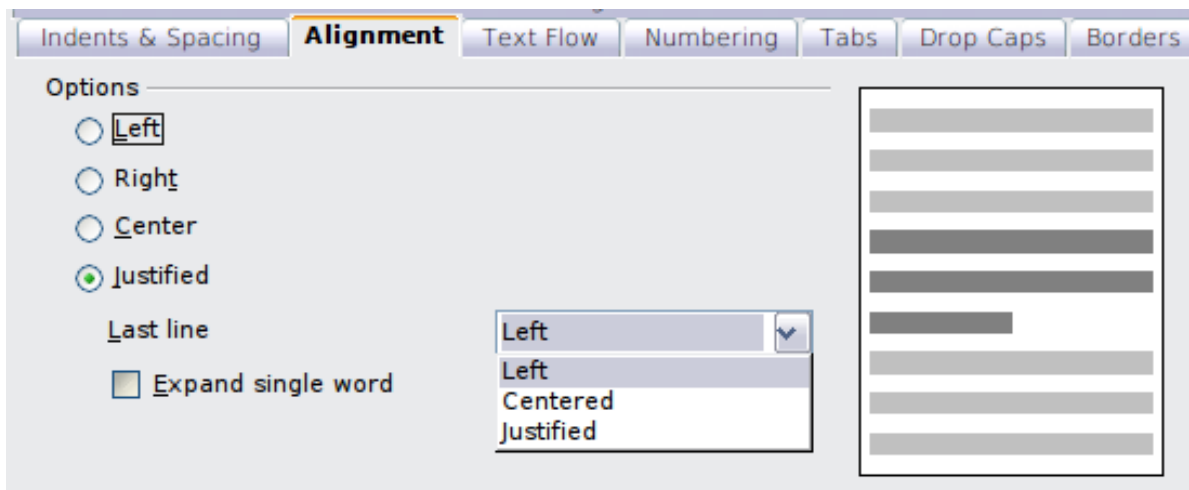 Indents & Spacing Alignment Text Flow Numbering Tabs Drop Caps Borders
Options
Left
Right
Center
Justified
Last line Left
Left
Expand single word
Centered
Justified